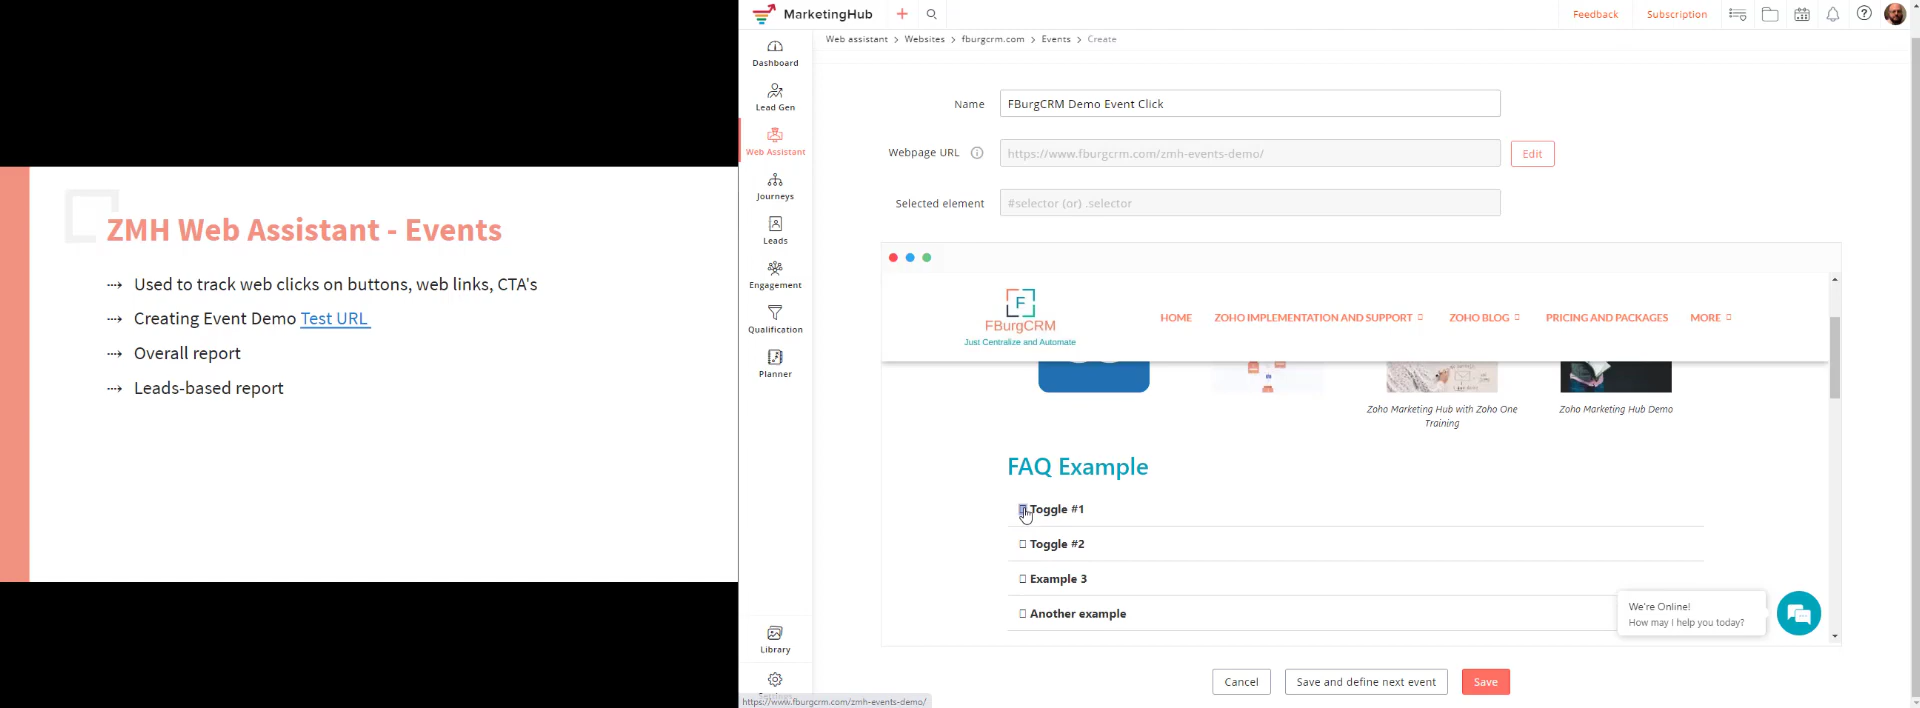 ZMH Web Assistant - Events
Used to track web clicks on buttons, web links, CTA's
Creating Event Demo Test URL
Overall report
Leads-based report
MarketingHub
Feedback
Subscription
Dashboard
Lead Gen
Web Assistant
Journeys
Leads
Engagement
Qualification
Planner
Library
Web assistant > Websites > fburgcrm.com > Events > Create
Name
FBurgCRM Demo Event Click
Webpage URL
https://www.fburgcrm.com/zmh-events-demo/
Edit
Selected element
#selector (or) .selector
F
FBurgCRM
Just Centralize and Automate
HOME
ZOHO IMPLEMENTATION AND SUPPORT
ZOHO BLOG
PRICING AND PACKAGES
MORE
Zoho Marketing Hub with Zoho One
Training
Zoho Marketing Hub Demo
FAQ Example
Toggle #1
Toggle #2
Example 3
Another example
We're Online!
How may I help you today?
Cancel
Save and define next event
Save
https://www.fburgcrm.com/zmh-events-demo/